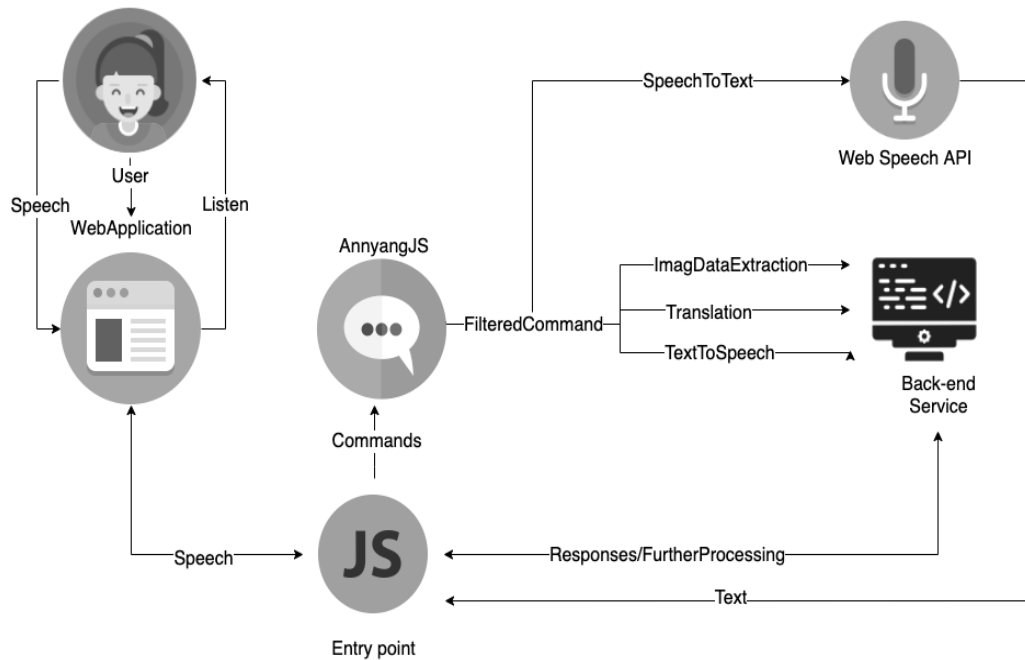 SpeechToText
Web Speech API
User
Speech
Listen
WebApplication
AnnyangJS
ImagDataExtraction
FilteredCommand
Translation
TextToSpeech
</>
Back-end
Service
Commands
JS
Speech
Responses/FurtherProcessing
Text
Entry point